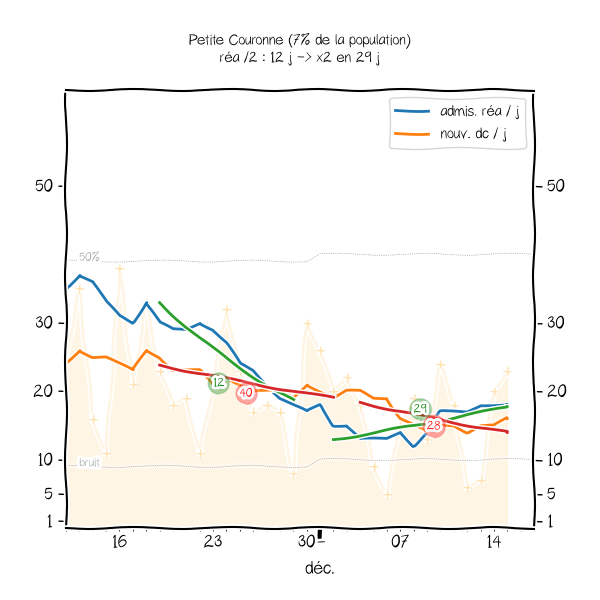 Petite Couronne (7% de la population)
réa /2 : 12 j -> x2 en 29 j
admis. réa / j
nouv. dc / j
50 50
50%
30 30
12 40
20 20
29 28
bruit
10 10
5 5
1 1
16 23 30 07 14
déc.